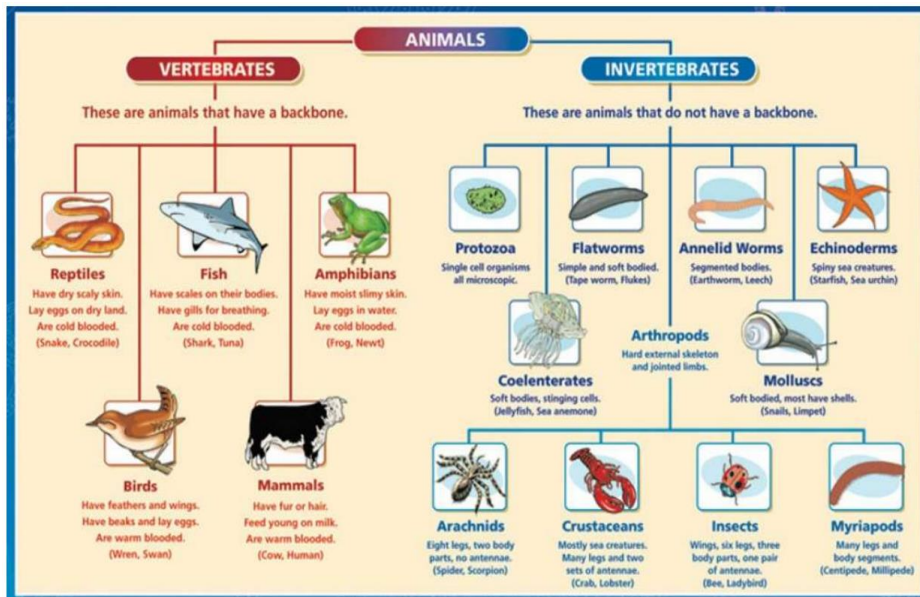 ANIMALS
VERTEBRATES
These are animals that have a backbone.
Reptiles
Have dry scaly skin.
Lay eggs on dry land.
Are cold blooded.
(Snake, Crocodile)
Fish
Have scales on their bodies.
Have gills for breathing.
Are cold blooded.
(Shark, Tuna)
Amphibians
Have moist slimy skin.
Lay eggs in water.
Are cold blooded.
(Frog, Newt)
Birds
Have feathers and wings.
Have beaks and lay eggs.
Are warm blooded.
(Wren, Swan)
Mammals
Have fur or hair.
Feed young on milk.
Are warm blooded.
(Cow, Human)
INVERTEBRATES
These are animals that do not have a backbone.
Protozoa
Single cell organisms
all microscopic.
Flatworms
Simple and soft bodied.
(Tape worm, Flukes)
Annelid Worms
Segmented bodies.
(Earthworm, Leech)
Echinoderms
Spiny sea creatures.
(Starfish, Sea urchin)
Coelenterates
Soft bodies, stinging cells.
(Jellyfish, Sea anemone)
Arthropods
Hard external skeleton
and jointed limbs.
Molluscs
Soft bodied, most have shells.
(Snails, Limpet)
Arachnids
Eight legs, two body
parts, no antennae.
(Spider, Scorpion)
Crustaceans
Mostly sea creatures.
Many legs and two
sets of antennae.
(Crab, Lobster)
Insects
Wings, six legs, three
body parts, one pair
of antennae.
(Bee, Ladybird)
Myriapods
Many legs and
body segments.
(Centipede, Millipede)